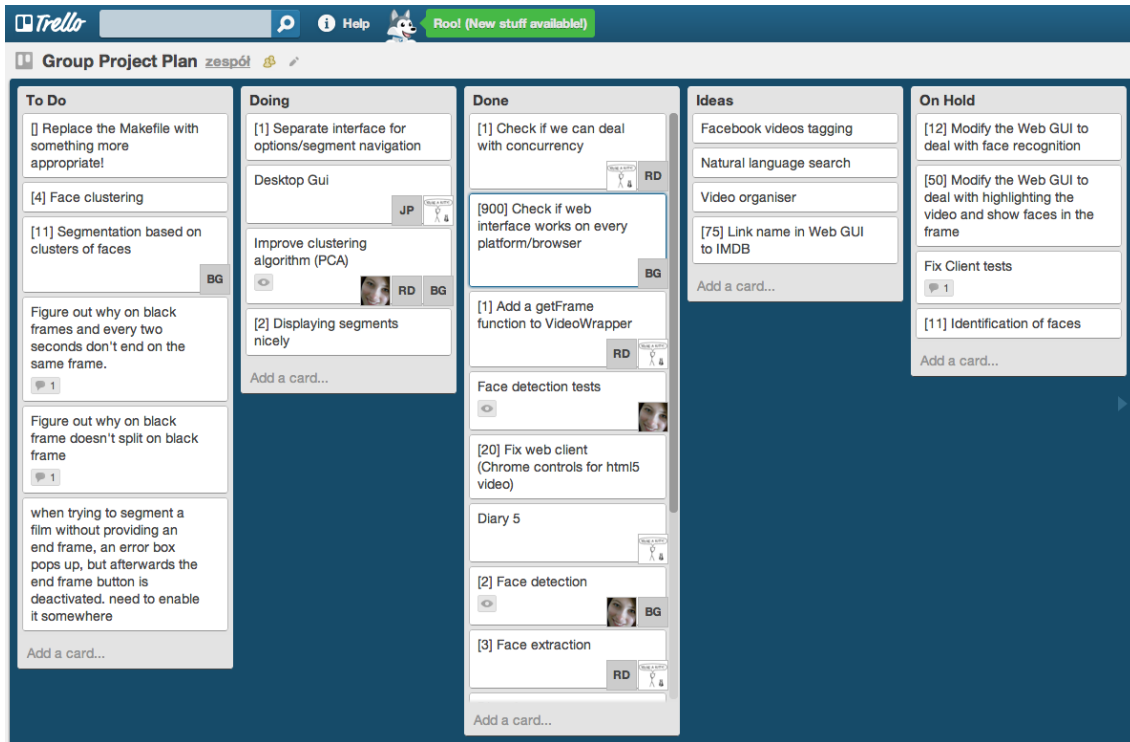 Trello
Help
Roo! (New stuff available!)
Group Project Plan zespół
To Do
[] Replace the Makefile with
something more
appropriate!
[4] Face clustering
[11] Segmentation based on
clusters of faces
BG
Figure out why on black
frames and every two
seconds don't end on the
same frame.
1
Figure out why on black
frame doesn't split on black
frame
1
when trying to segment a
film without providing an
end frame, an error box
pops up, but afterwards the
end frame button is
deactivated. need to enable
it somewhere
Add a card...
Doing
[1] Separate interface for
options/segment navigation
Desktop Gui
JP
Improve clustering
algorithm (PCA)
RD BG
[2] Displaying segments
nicely
Add a card...
Done
[1] Check if we can deal
with concurrency
RD
[900] Check if web
interface works on every
platform/browser
BG
[1] Add a getFrame
function to VideoWrapper
RD
Face detection tests
[20] Fix web client
(Chrome controls for html5
video)
Diary 5
[2] Face detection
BG
[3] Face extraction
RD
Add a card...
Ideas
Facebook videos tagging
Natural language search
Video organiser
[75] Link name in Web GUI
to IMDB
Add a card...
On Hold
[12] Modify the Web GUI to
deal with face recognition
[50] Modify the Web GUI to
deal with highlighting the
video and show faces in the
frame
Fix Client tests
1
[11] Identification of faces
Add a card...